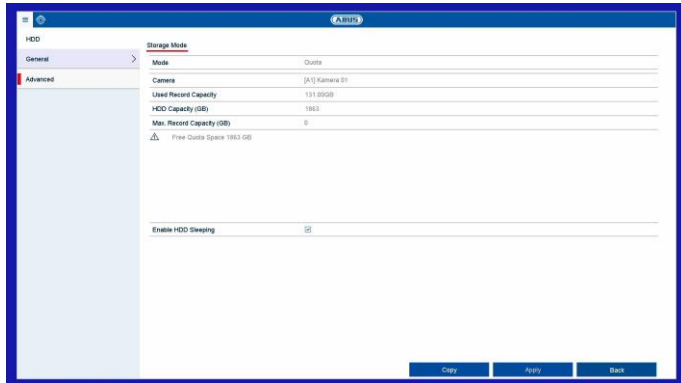 ABUS
HDD
General
Advanced
Storage Mode
Mode Quota
Camera [A1] Kamera 01
Used Record Capacity 131.00GB
HDD Capacity (GB) 1863
Max. Record Capacity (GB) 0
Free Quota Space 1863 GB
Enable HDD Sleeping
Copy Apply Back